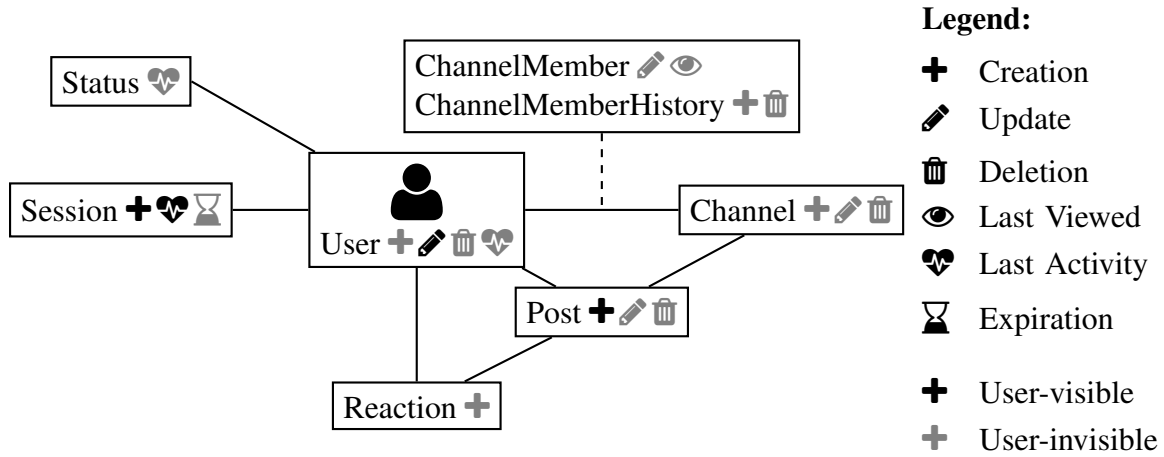 Legend:
Creation
Update
Deletion
Last Viewed
Last Activity
Expiration
User-visible
User-invisible
ChannelMember
ChannelMemberHistory
Status
Session
User
Channel
Post
Reaction